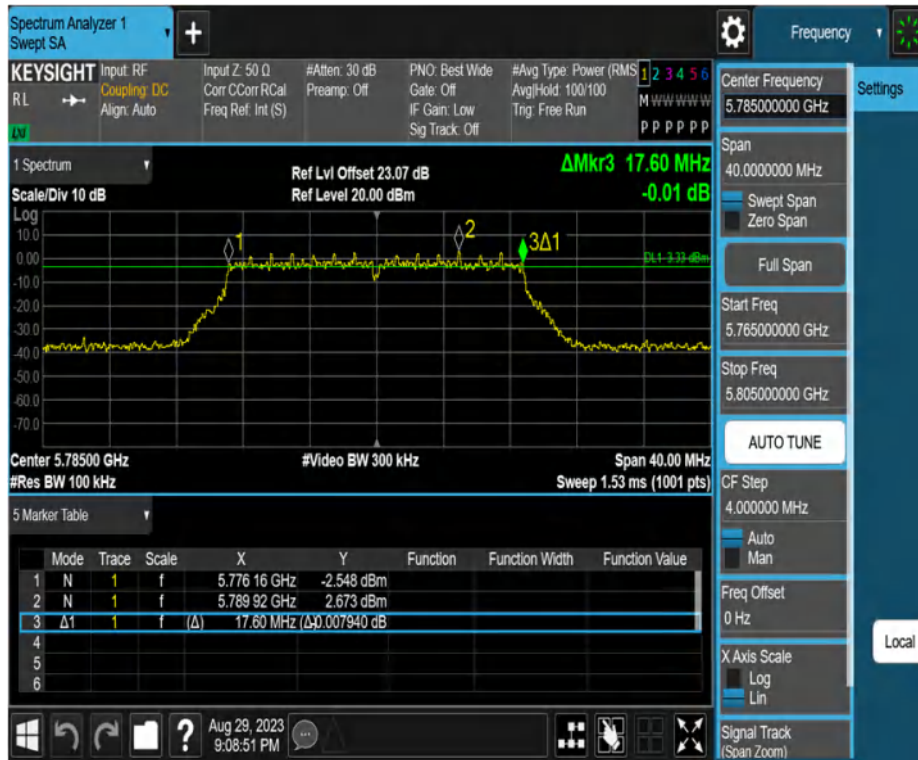 Spectrum Analyzer 1
Swept SA
Frequency
KEYSIGHT
RL
LXI
Input: RF
Coupling: DC
Align: Auto
Input Z: 50 Ω
Corr CCorr RCal
Freq Ref: Int (S)
#Atten: 30 dB
Preamp: Off
PNO: Best Wide
Gate: Off
IF Gain: Low
Sig Track: Off
#Avg Type: Power (RMS
Avg|Hold: 100/100
Trig: Free Run
1 2 3 4 5 6
M W W W W W
P P P P P P
1 Spectrum
Scale/Div 10 dB
Ref Lvl Offset 23.07 dB
Ref Level 20.00 dBm
ΔMkr3 17.60 MHz
-0.01 dB
Log
10.0
0.00
-10.0
-20.0
-30.0
-40.0
-50.0
-60.0
-70.0
1
2
3Δ1
DL1 -3.33 dBm
Center 5.78500 GHz
#Res BW 100 kHz
#Video BW 300 kHz
Span 40.00 MHz
Sweep 1.53 ms (1001 pts)
5 Marker Table
Mode Trace Scale X Y Function Function Width Function Value
1 N 1 f 5.776 16 GHz -2.548 dBm
2 N 1 f 5.789 92 GHz 2.673 dBm
3 Δ1 1 f (Δ) 17.60 MHz (Δ) -0.007940 dB
4
5
6
Aug 29, 2023
9:08:51 PM
Center Frequency
5.785000000 GHz
Span
40.0000000 MHz
Swept Span
Zero Span
Full Span
Start Freq
5.765000000 GHz
Stop Freq
5.805000000 GHz
AUTO TUNE
CF Step
4.000000 MHz
Auto
Man
Freq Offset
0 Hz
X Axis Scale
Log
Lin
Signal Track
(Span Zoom)
Settings
Local